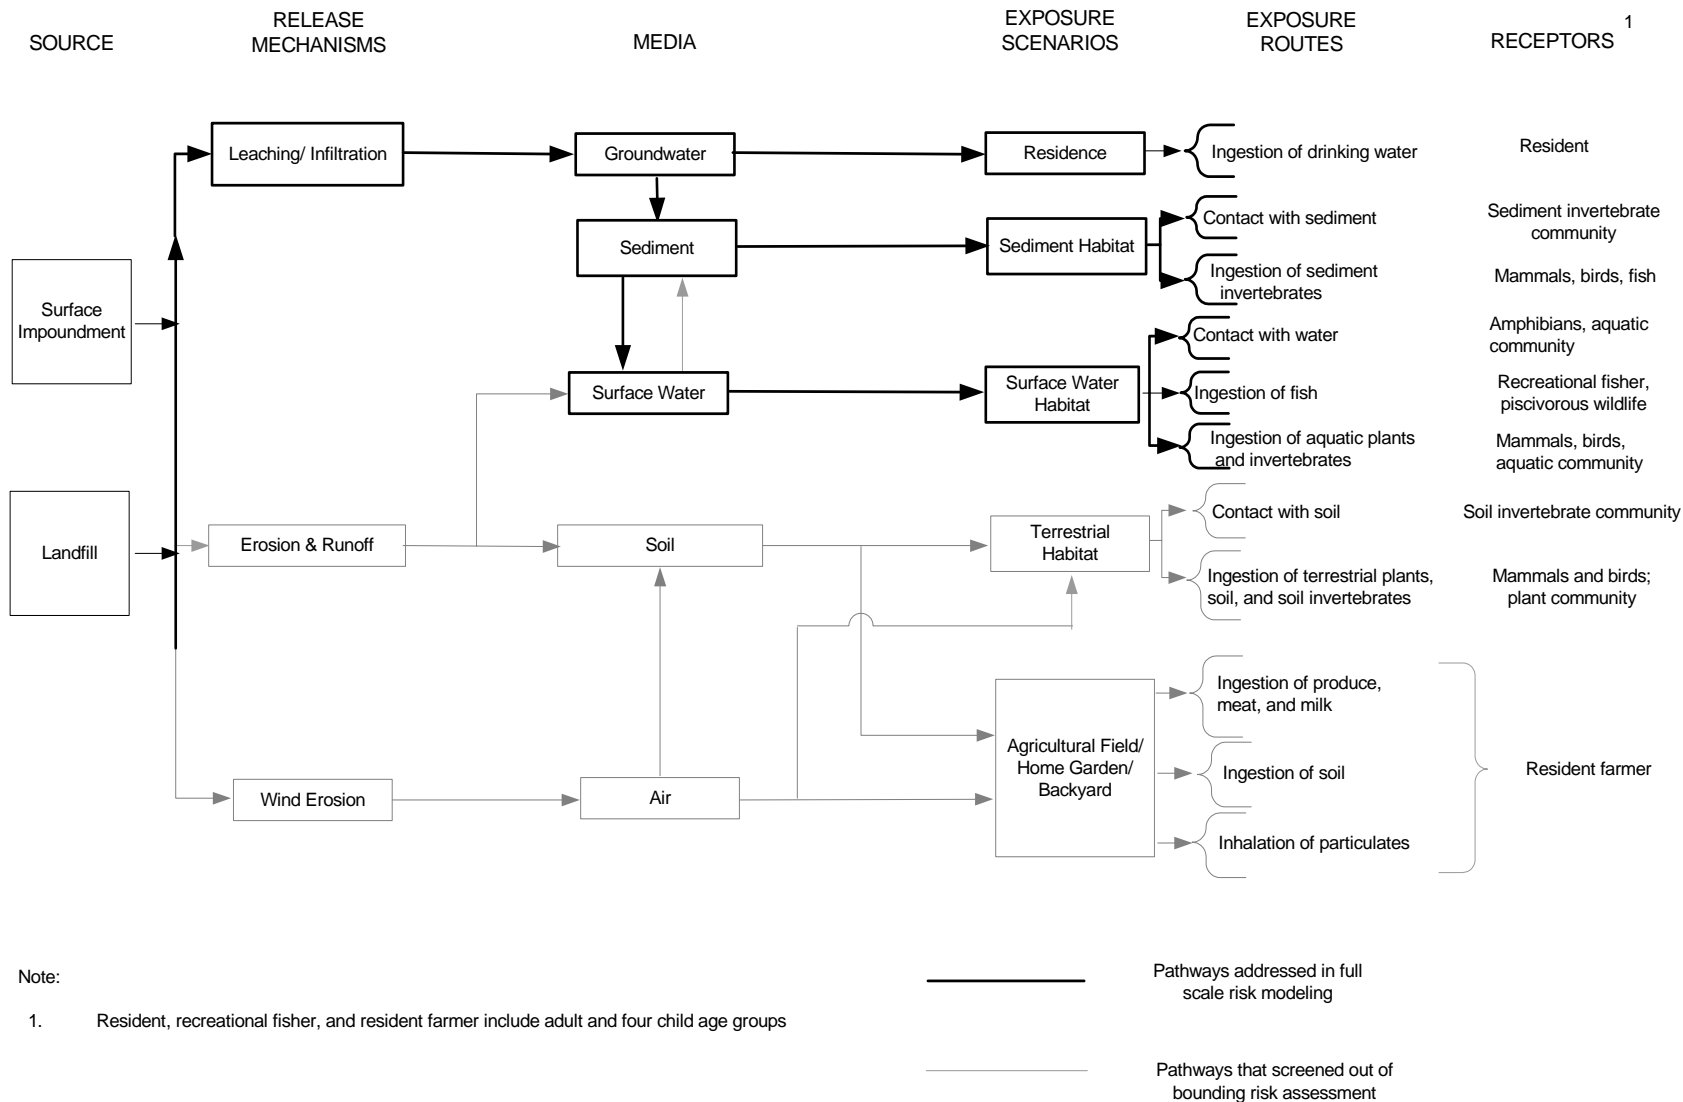 SOURCE
RELEASE
MECHANISMS
MEDIA
EXPOSURE
SCENARIOS
EXPOSURE
ROUTES
RECEPTORS 1
Leaching/ Infiltration
Groundwater
Residence
Ingestion of drinking water
Resident
Sediment
Sediment Habitat
Contact with sediment
Sediment invertebrate
community
Ingestion of sediment
invertebrates
Mammals, birds, fish
Surface
Impoundment
Surface Water
Surface Water
Habitat
Contact with water
Amphibians, aquatic
community
Ingestion of fish
Recreational fisher,
piscivorous wildlife
Ingestion of aquatic plants
and invertebrates
Mammals, birds,
aquatic community
Landfill
Erosion & Runoff
Soil
Terrestrial
Habitat
Contact with soil
Soil invertebrate community
Ingestion of terrestrial plants,
soil, and soil invertebrates
Mammals and birds;
plant community
Wind Erosion
Air
Agricultural Field/
Home Garden/
Backyard
Ingestion of produce,
meat, and milk
Ingestion of soil
Inhalation of particulates
Resident farmer
Note:
1. Resident, recreational fisher, and resident farmer include adult and four child age groups
Pathways addressed in full
scale risk modeling
Pathways that screened out of
bounding risk assessment